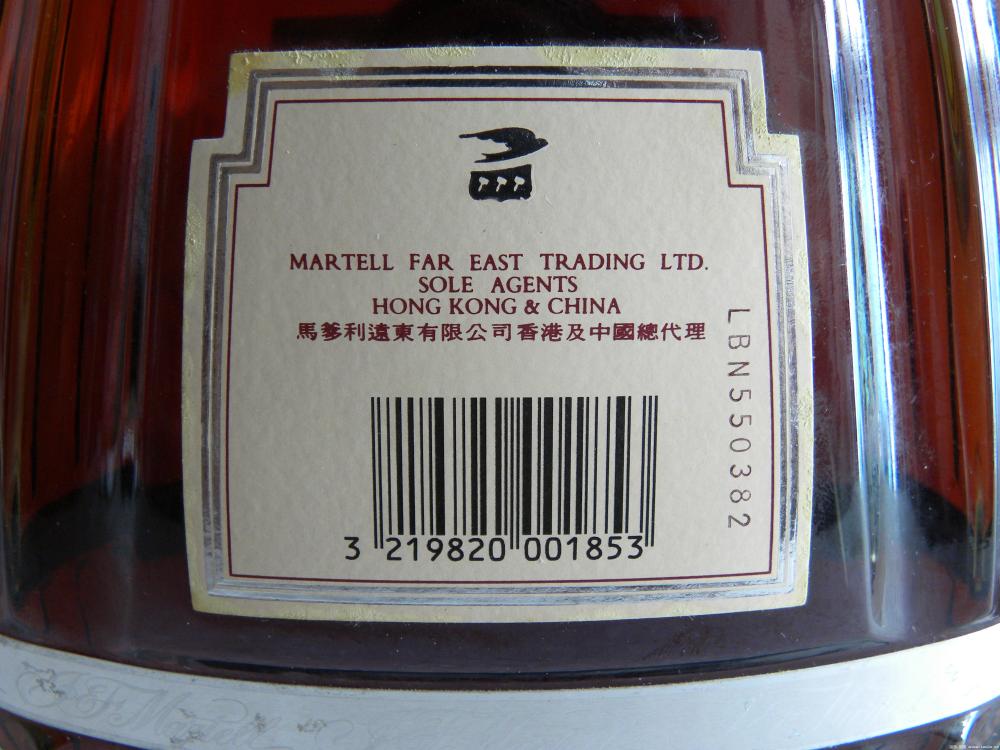 MARTELL FAR EAST TRADING LTD.
SOLE AGENTS
HONG KONG & CHINA
馬爹利遠東有限公司香港及中國總代理
LBN550382
3 219820 001853
J&F Martell